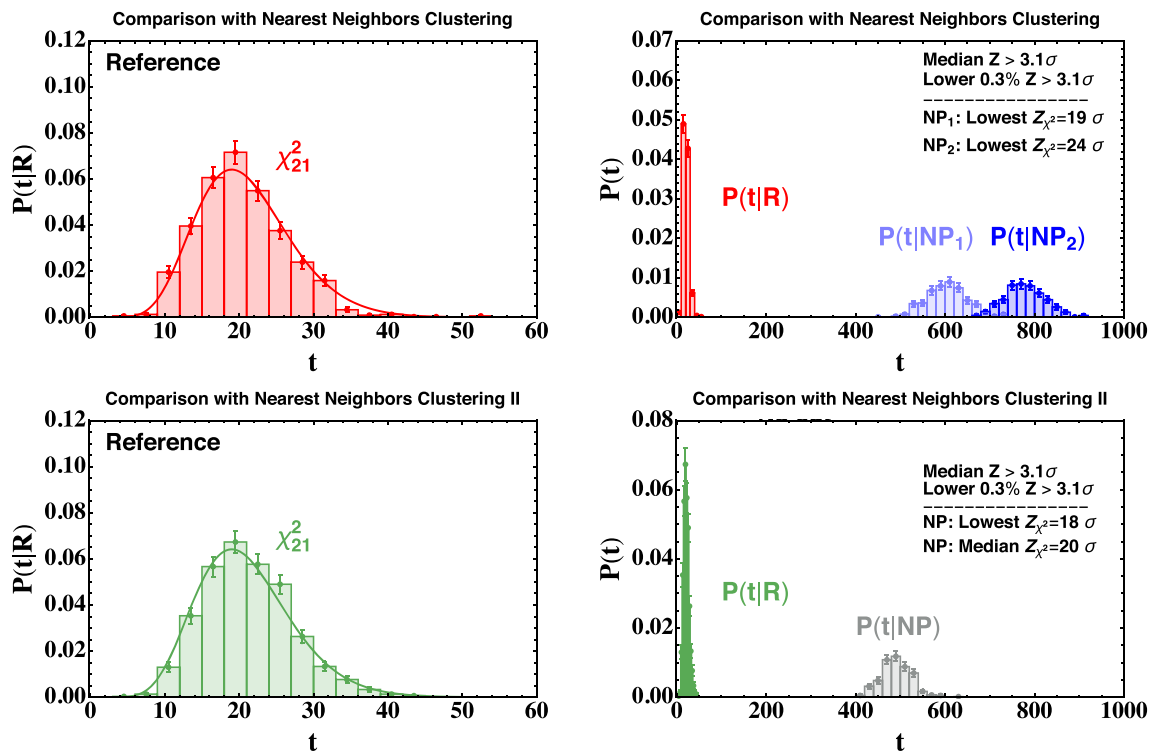 Comparison with Nearest Neighbors Clustering
0.12
0.10
0.08
0.06
0.04
0.02
0.00
P(t|R)
Reference
χ²₂₁
0 10 20 30 40 50 60
t
Comparison with Nearest Neighbors Clustering
0.07
0.06
0.05
0.04
0.03
0.02
0.01
0.00
P(t)
Median Z > 3.1σ
Lower 0.3% Z > 3.1σ
----------------
NP₁: Lowest Zχ²=19 σ
NP₂: Lowest Zχ²=24 σ
P(t|R)
P(t|NP₁) P(t|NP₂)
0 200 400 600 800 1000
t
Comparison with Nearest Neighbors Clustering II
0.12
0.10
0.08
0.06
0.04
0.02
0.00
P(t|R)
Reference
χ²₂₁
0 10 20 30 40 50 60
t
Comparison with Nearest Neighbors Clustering II
0.08
0.06
0.04
0.02
0.00
P(t)
Median Z > 3.1σ
Lower 0.3% Z > 3.1σ
----------------
NP: Lowest Zχ²=18 σ
NP: Median Zχ²=20 σ
P(t|R)
P(t|NP)
0 200 400 600 800 1000
t